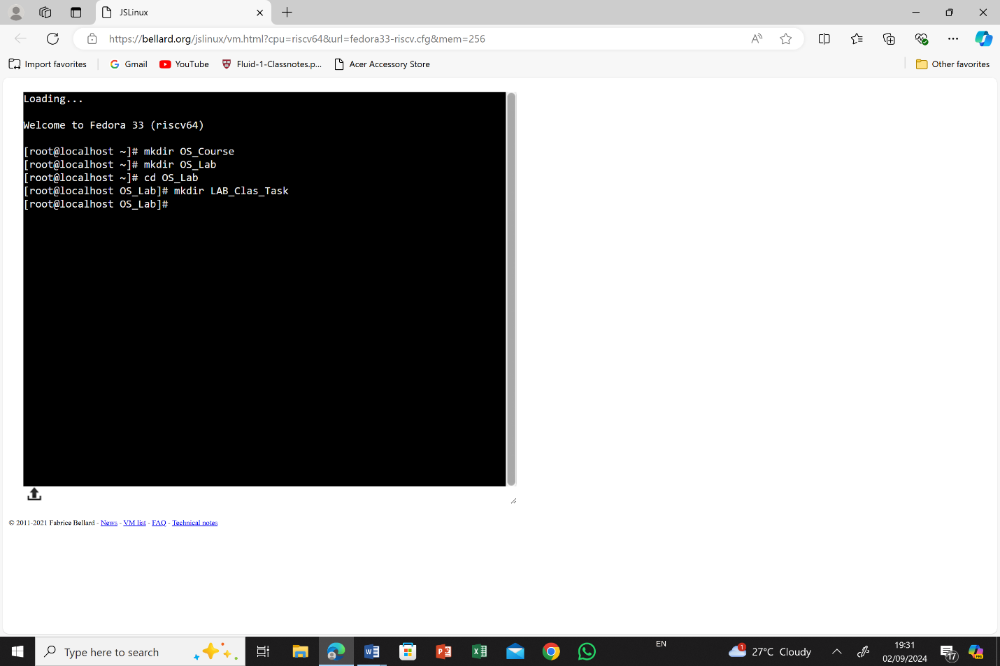 JSLinux
https://bellard.org/jslinux/vm.html?cpu=riscv64&url=fedora33-riscv.cfg&mem=256
Import favorites
Gmail
YouTube
Fluid-1-Classnotes.p...
Acer Accessory Store
Other favorites
Loading...
Welcome to Fedora 33 (riscv64)
[root@localhost ~]# mkdir OS_Course
[root@localhost ~]# mkdir OS_Lab
[root@localhost ~]# cd OS_Lab
[root@localhost OS_Lab]# mkdir LAB_Clas_Task
[root@localhost OS_Lab]#
© 2011-2021 Fabrice Bellard - News - VM list - FAQ - Technical notes
Type here to search
EN
1
27°C Cloudy
19:31
02/09/2024
17